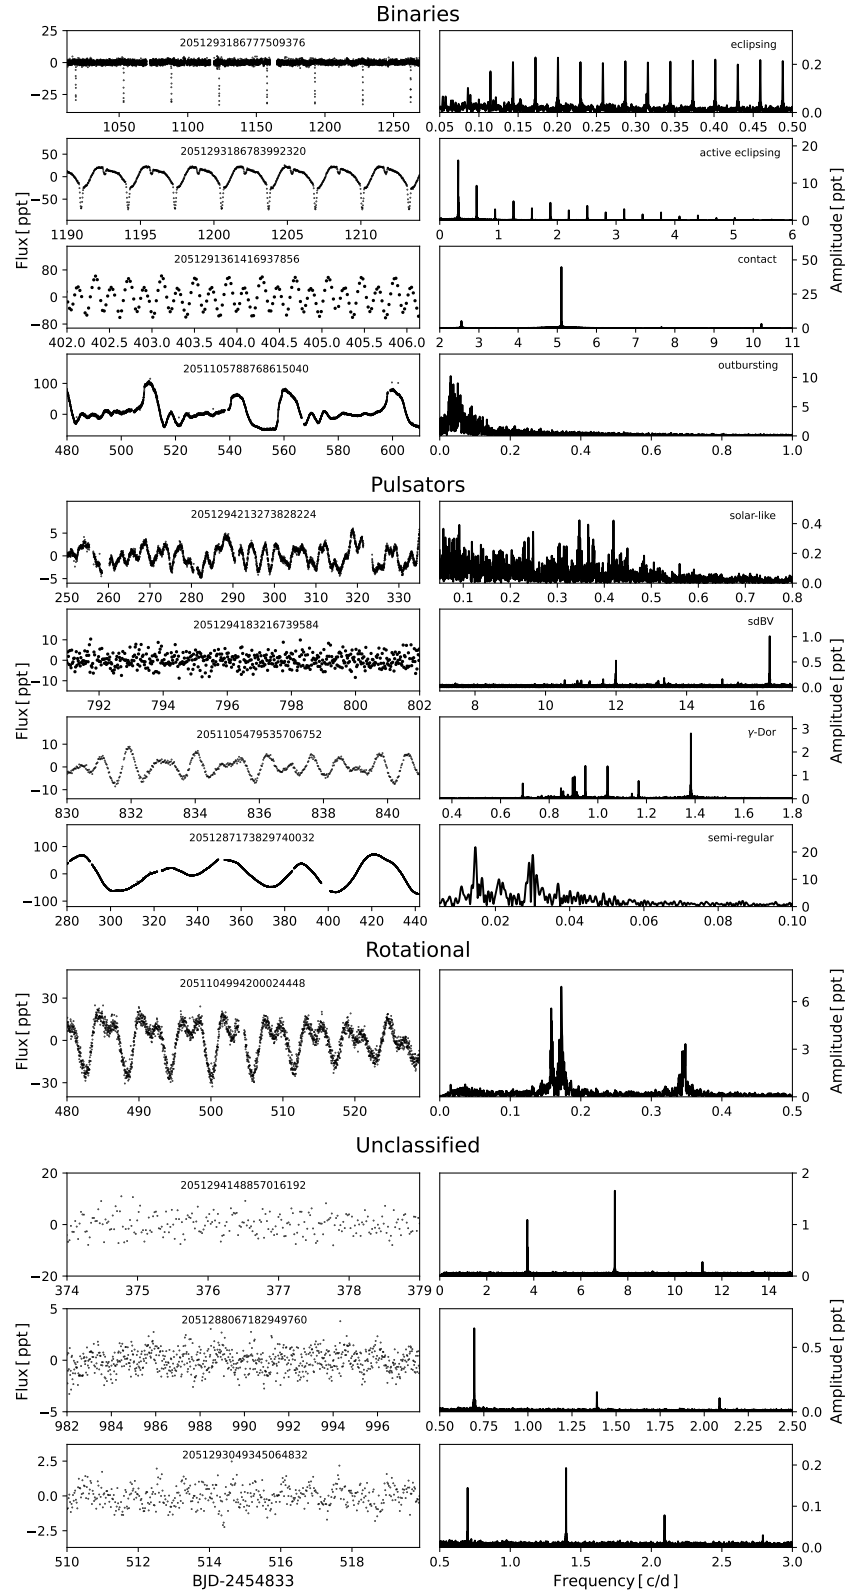 Binaries
25
0
−25
2051293186777509376
1050 1100 1150 1200 1250
eclipsing
0.2
0.0
0.05 0.10 0.15 0.20 0.25 0.30 0.35 0.40 0.45 0.50
50
0
−50
2051293186783992320
1190 1195 1200 1205 1210
active eclipsing
20
10
0
0 1 2 3 4 5 6
Flux [ ppt]
Amplitude [ ppt]
80
0
−80
2051291361416937856
402.0 402.5 403.0 403.5 404.0 404.5 405.0 405.5 406.0
contact
50
25
0
2 3 4 5 6 7 8 9 10 11
100
0
2051105788768615040
480 500 520 540 560 580 600
outbursting
10
5
0
0.0 0.2 0.4 0.6 0.8 1.0
Pulsators
5
0
−5
2051294213273828224
250 260 270 280 290 300 310 320 330
solar-like
0.4
0.2
0.0
0.1 0.2 0.3 0.4 0.5 0.6 0.7 0.8
10
0
−10
2051294183216739584
792 794 796 798 800 802
sdBV
1.0
0.5
0.0
8 10 12 14 16
Flux [ ppt]
Amplitude [ ppt]
10
0
−10
2051105479535706752
830 832 834 836 838 840
γ-Dor
3
2
1
0
0.4 0.6 0.8 1.0 1.2 1.4 1.6 1.8
100
0
−100
2051287173829740032
280 300 320 340 360 380 400 420 440
semi-regular
20
10
0
0.02 0.04 0.06 0.08 0.10
Rotational
30
0
−30
2051104994200024448
480 490 500 510 520
Flux [ ppt]
Amplitude [ ppt]
6
3
0
0.0 0.1 0.2 0.3 0.4 0.5
Unclassified
20
0
−20
2051294148857016192
374 375 376 377 378 379
2
1
0
0 2 4 6 8 10 12 14
5
0
−5
2051288067182949760
982 984 986 988 990 992 994 996
Flux [ ppt]
Amplitude [ ppt]
0.5
0.0
0.50 0.75 1.00 1.25 1.50 1.75 2.00 2.25 2.50
2.5
0.0
−2.5
2051293049345064832
510 512 514 516 518
0.2
0.1
0.0
0.5 1.0 1.5 2.0 2.5 3.0
BJD-2454833
Frequency [ c/d ]